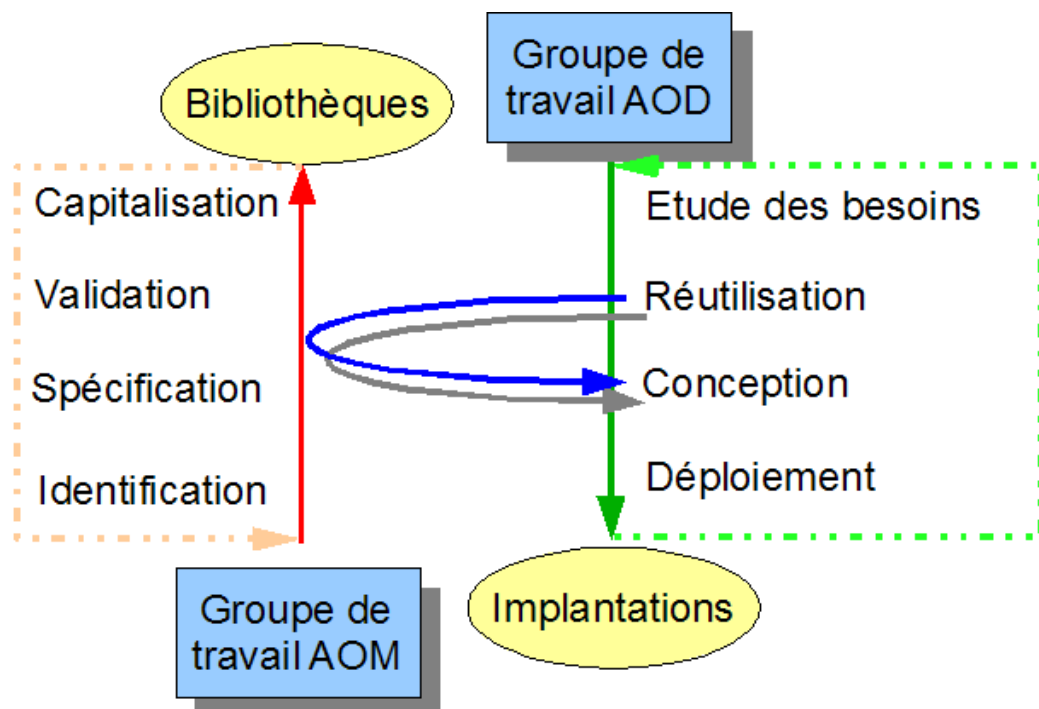 Groupe de
travail AOD
Bibliothèques
Capitalisation
Validation
Spécification
Identification
Etude des besoins
Réutilisation
Conception
Déploiement
Groupe de
travail AOM
Implantations